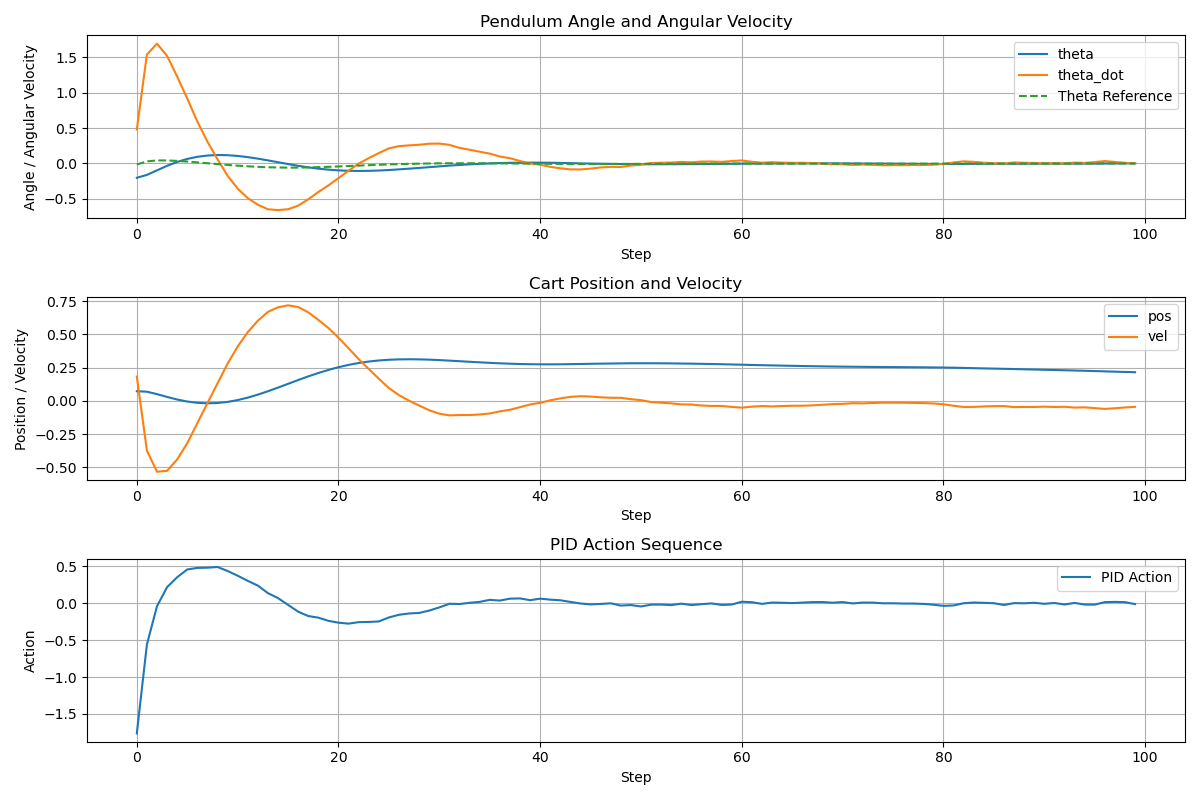 Pendulum Angle and Angular Velocity
Angle / Angular Velocity
1.5
1.0
0.5
0.0
−0.5
theta
theta_dot
Theta Reference
0 20 40 60 80 100
Step
Cart Position and Velocity
Position / Velocity
0.75
0.50
0.25
0.00
−0.25
−0.50
pos
vel
0 20 40 60 80 100
Step
PID Action Sequence
Action
0.5
0.0
−0.5
−1.0
−1.5
PID Action
0 20 40 60 80 100
Step